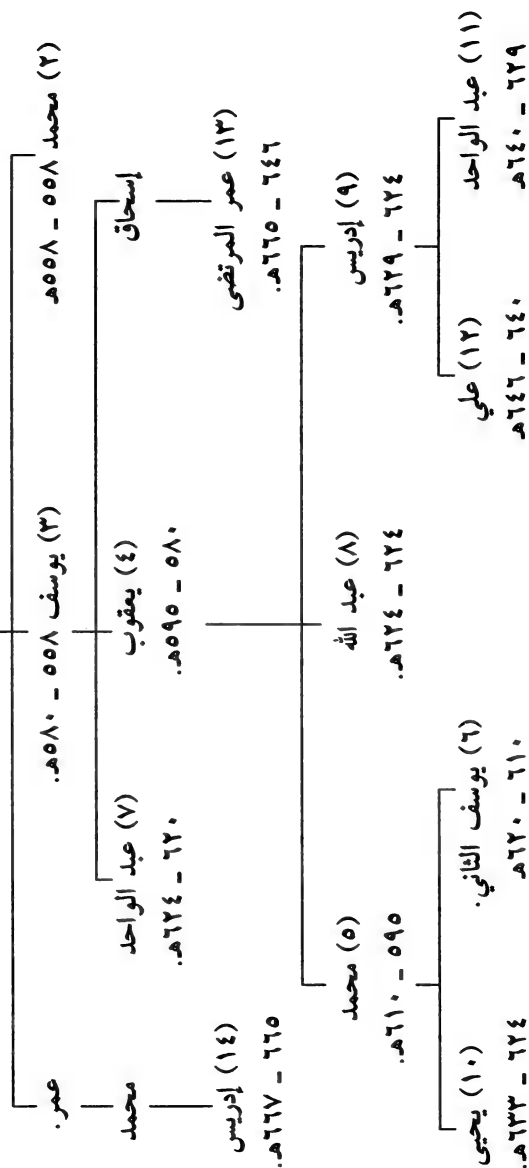 (٢) محمد ٥٥٨ - ٥٥٨هـ
(٣) يوسف ٥٥٨ - ٥٨٠هـ.
عمر.
إسحاق
(٤) يعقوب
٥٨٠ - ٥٩٥هـ.
(٧) عبد الواحد
٦٢٠ - ٦٢٤هـ.
محمد
(١٣) عمر المرتضى
٦٤٦ - ٦٦٥هـ.
(١٤) إدريس
٦٦٥ - ٦٦٧هـ.
(٩) إدريس
٦٢٤ - ٦٢٩هـ.
(٨) عبد الله
٦٢٤ - ٦٢٤هـ.
(٥) محمد
٥٩٥ - ٦١٠هـ.
(١١) عبد الواحد
٦٢٩ - ٦٤٠هـ
(١٢) علي
٦٤٠ - ٦٤٦هـ
(٦) يوسف الثاني.
٦١٠ - ٦٢٠هـ
(١٠) يحيى
٦٢٤ - ٦٣٣هـ.